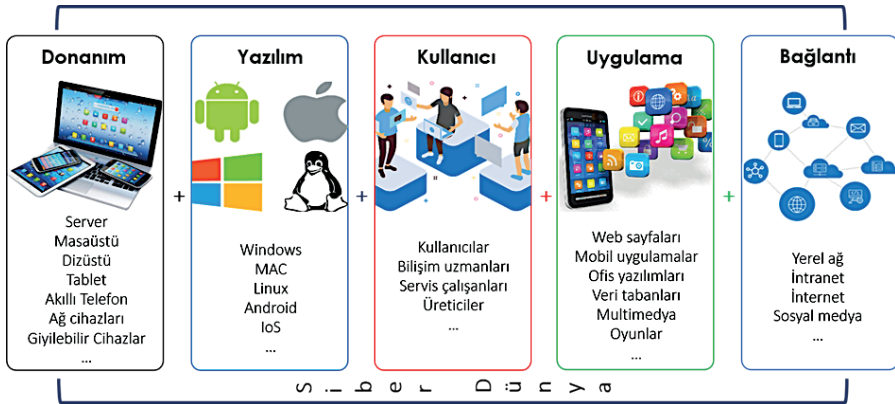 Donanım
Server
Masaüstü
Dizüstü
Tablet
Akıllı Telefon
Ağ cihazları
Giyilebilir Cihazlar
...
+
Yazılım
Windows
MAC
Linux
Android
IoS
...
+
Kullanıcı
Kullanıcılar
Bilişim uzmanları
Servis çalışanları
Üreticiler
...
+
Uygulama
Web sayfaları
Mobil uygulamalar
Ofis yazılımları
Veri tabanları
Multimedya
Oyunlar
...
+
Bağlantı
Yerel ağ
İntranet
İnternet
Sosyal medya
...
Siber Dünya